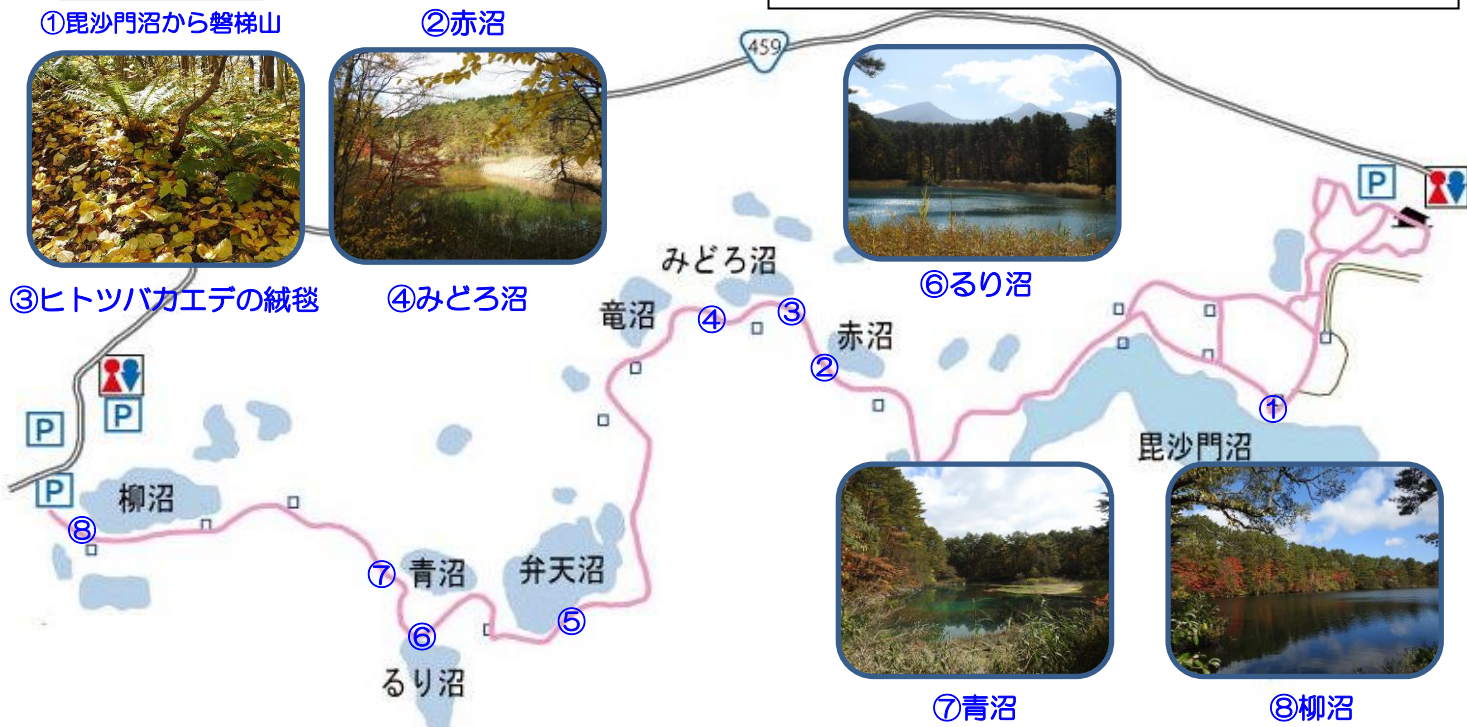 ①毘沙門沼から磐梯山
②赤沼
459
③ヒトツバカエデの絨毯
④みどろ沼
⑥るり沼
P
みどろ沼
竜沼
④
③
赤沼
②
①
毘沙門沼
P
P
P
柳沼
⑧
⑦
青沼
弁天沼
⑥
⑤
るり沼
⑦青沼
⑧柳沼